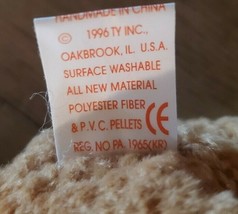 HANDMADE IN CHINA
© 1996 TY INC.,
OAKBROOK, IL. U.S.A.
SURFACE WASHABLE
ALL NEW MATERIAL
POLYESTER FIBER
& P.V.C. PELLETS CE
REG. NO PA. 1965(KR)